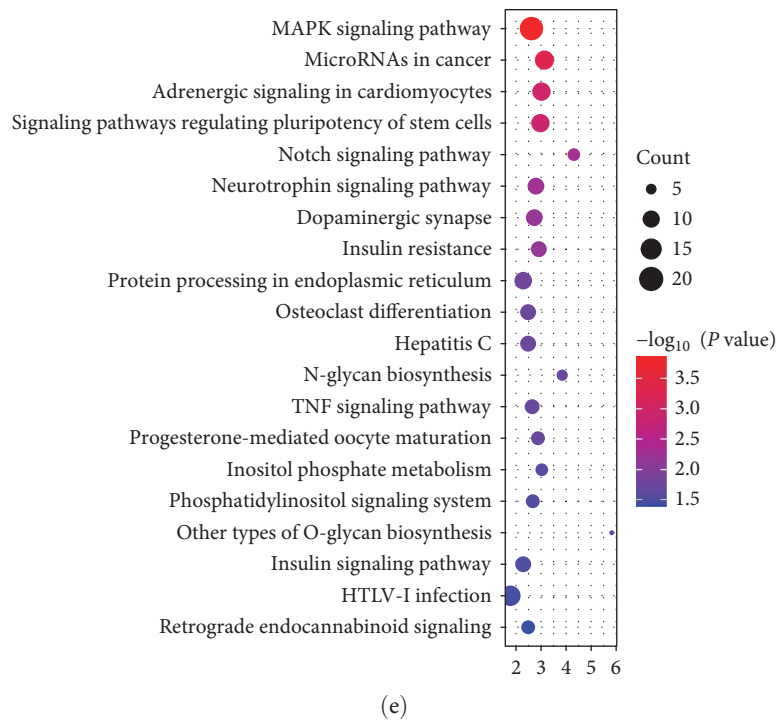 MAPK signaling pathway
MicroRNAs in cancer
Adrenergic signaling in cardiomyocytes
Signaling pathways regulating pluripotency of stem cells
Notch signaling pathway
Neurotrophin signaling pathway
Dopaminergic synapse
Insulin resistance
Protein processing in endoplasmic reticulum
Osteoclast differentiation
Hepatitis C
N-glycan biosynthesis
TNF signaling pathway
Progesterone-mediated oocyte maturation
Inositol phosphate metabolism
Phosphatidylinositol signaling system
Other types of O-glycan biosynthesis
Insulin signaling pathway
HTLV-I infection
Retrograde endocannabinoid signaling
2 3 4 5 6
Count
5
10
15
20
−log₁₀ (P value)
3.5
3.0
2.5
2.0
1.5
(e)